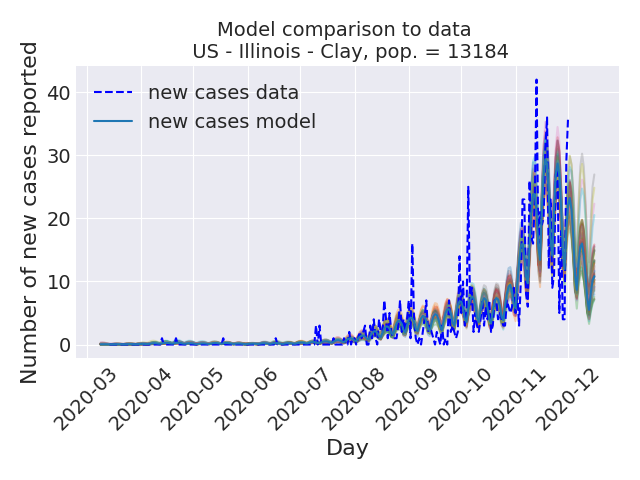 Model comparison to data
US - Illinois - Clay, pop. = 13184
Number of new cases reported
40
30
20
10
0
new cases data
new cases model
2020-03
2020-04
2020-05
2020-06
2020-07
2020-08
2020-09
2020-10
2020-11
2020-12
Day